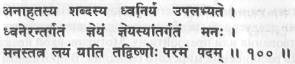 अनाहतस्य शब्दस्य ध्वनिर्य उपलभ्यते ।
ध्वनेरन्तर्गतं ज्ञेयं ज्ञेयस्यांतर्गतं मनः ।
मनस्तत्र लयं याति तद्विष्णोः परमं पदम् ॥ १०० ॥